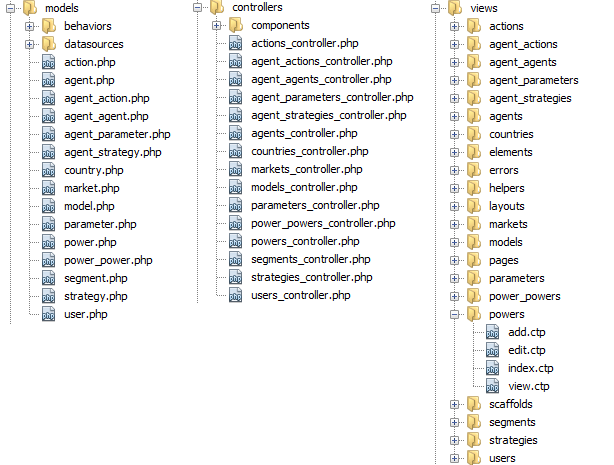 models
behaviors
datasources
action.php
agent.php
agent_action.php
agent_agent.php
agent_parameter.php
agent_strategy.php
country.php
market.php
model.php
parameter.php
power.php
power_power.php
segment.php
strategy.php
user.php
controllers
components
actions_controller.php
agent_actions_controller.php
agent_agents_controller.php
agent_parameters_controller.php
agent_strategies_controller.php
agents_controller.php
countries_controller.php
markets_controller.php
models_controller.php
parameters_controller.php
power_powers_controller.php
powers_controller.php
segments_controller.php
strategies_controller.php
users_controller.php
views
actions
agent_actions
agent_agents
agent_parameters
agent_strategies
agents
countries
elements
errors
helpers
layouts
markets
models
pages
parameters
power_powers
powers
add.ctp
edit.ctp
index.ctp
view.ctp
scaffolds
segments
strategies
users